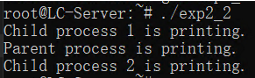 root@LC-Server:~# ./exp2_2
Child process 1 is printing.
Parent process is printing.
Child process 2 is printing.